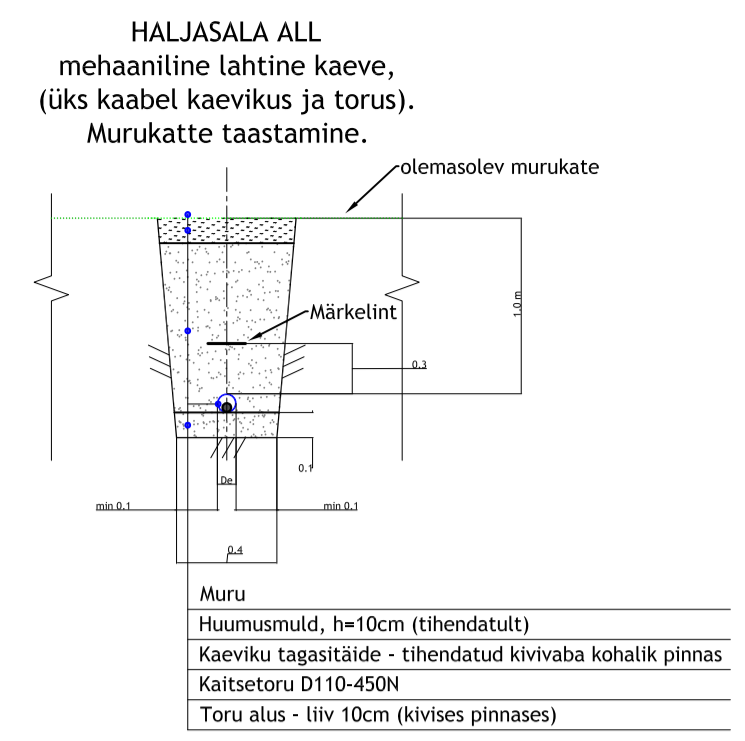 HALJASALA ALL
mehaaniline lahtine kaeve,
(üks kaabel kaevikus ja torus).
Murukatte taastamine.
olemasolev murukate
1.0 m
Märkelint
0.3
0.1
De
min 0.1
min 0.1
0.4
Muru
Huumusmuld, h=10cm (tihendatult)
Kaeviku tagasitäide - tihendatud kivivaba kohalik pinnas
Kaitsetoru D110-450N
Toru alus - liiv 10cm (kivises pinnases)